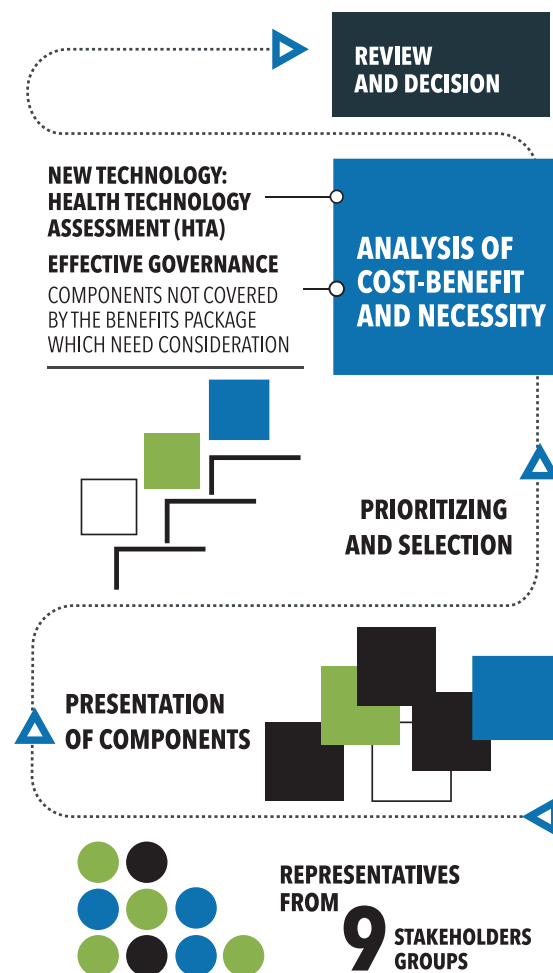 REVIEW
AND DECISION
NEW TECHNOLOGY:
HEALTH TECHNOLOGY
ASSESSMENT (HTA)
EFFECTIVE GOVERNANCE
COMPONENTS NOT COVERED
BY THE BENEFITS PACKAGE
WHICH NEED CONSIDERATION
ANALYSIS OF
COST-BENEFIT
AND NECESSITY
PRIORITIZING
AND SELECTION
PRESENTATION
OF COMPONENTS
REPRESENTATIVES
FROM 9 STAKEHOLDERS
GROUPS